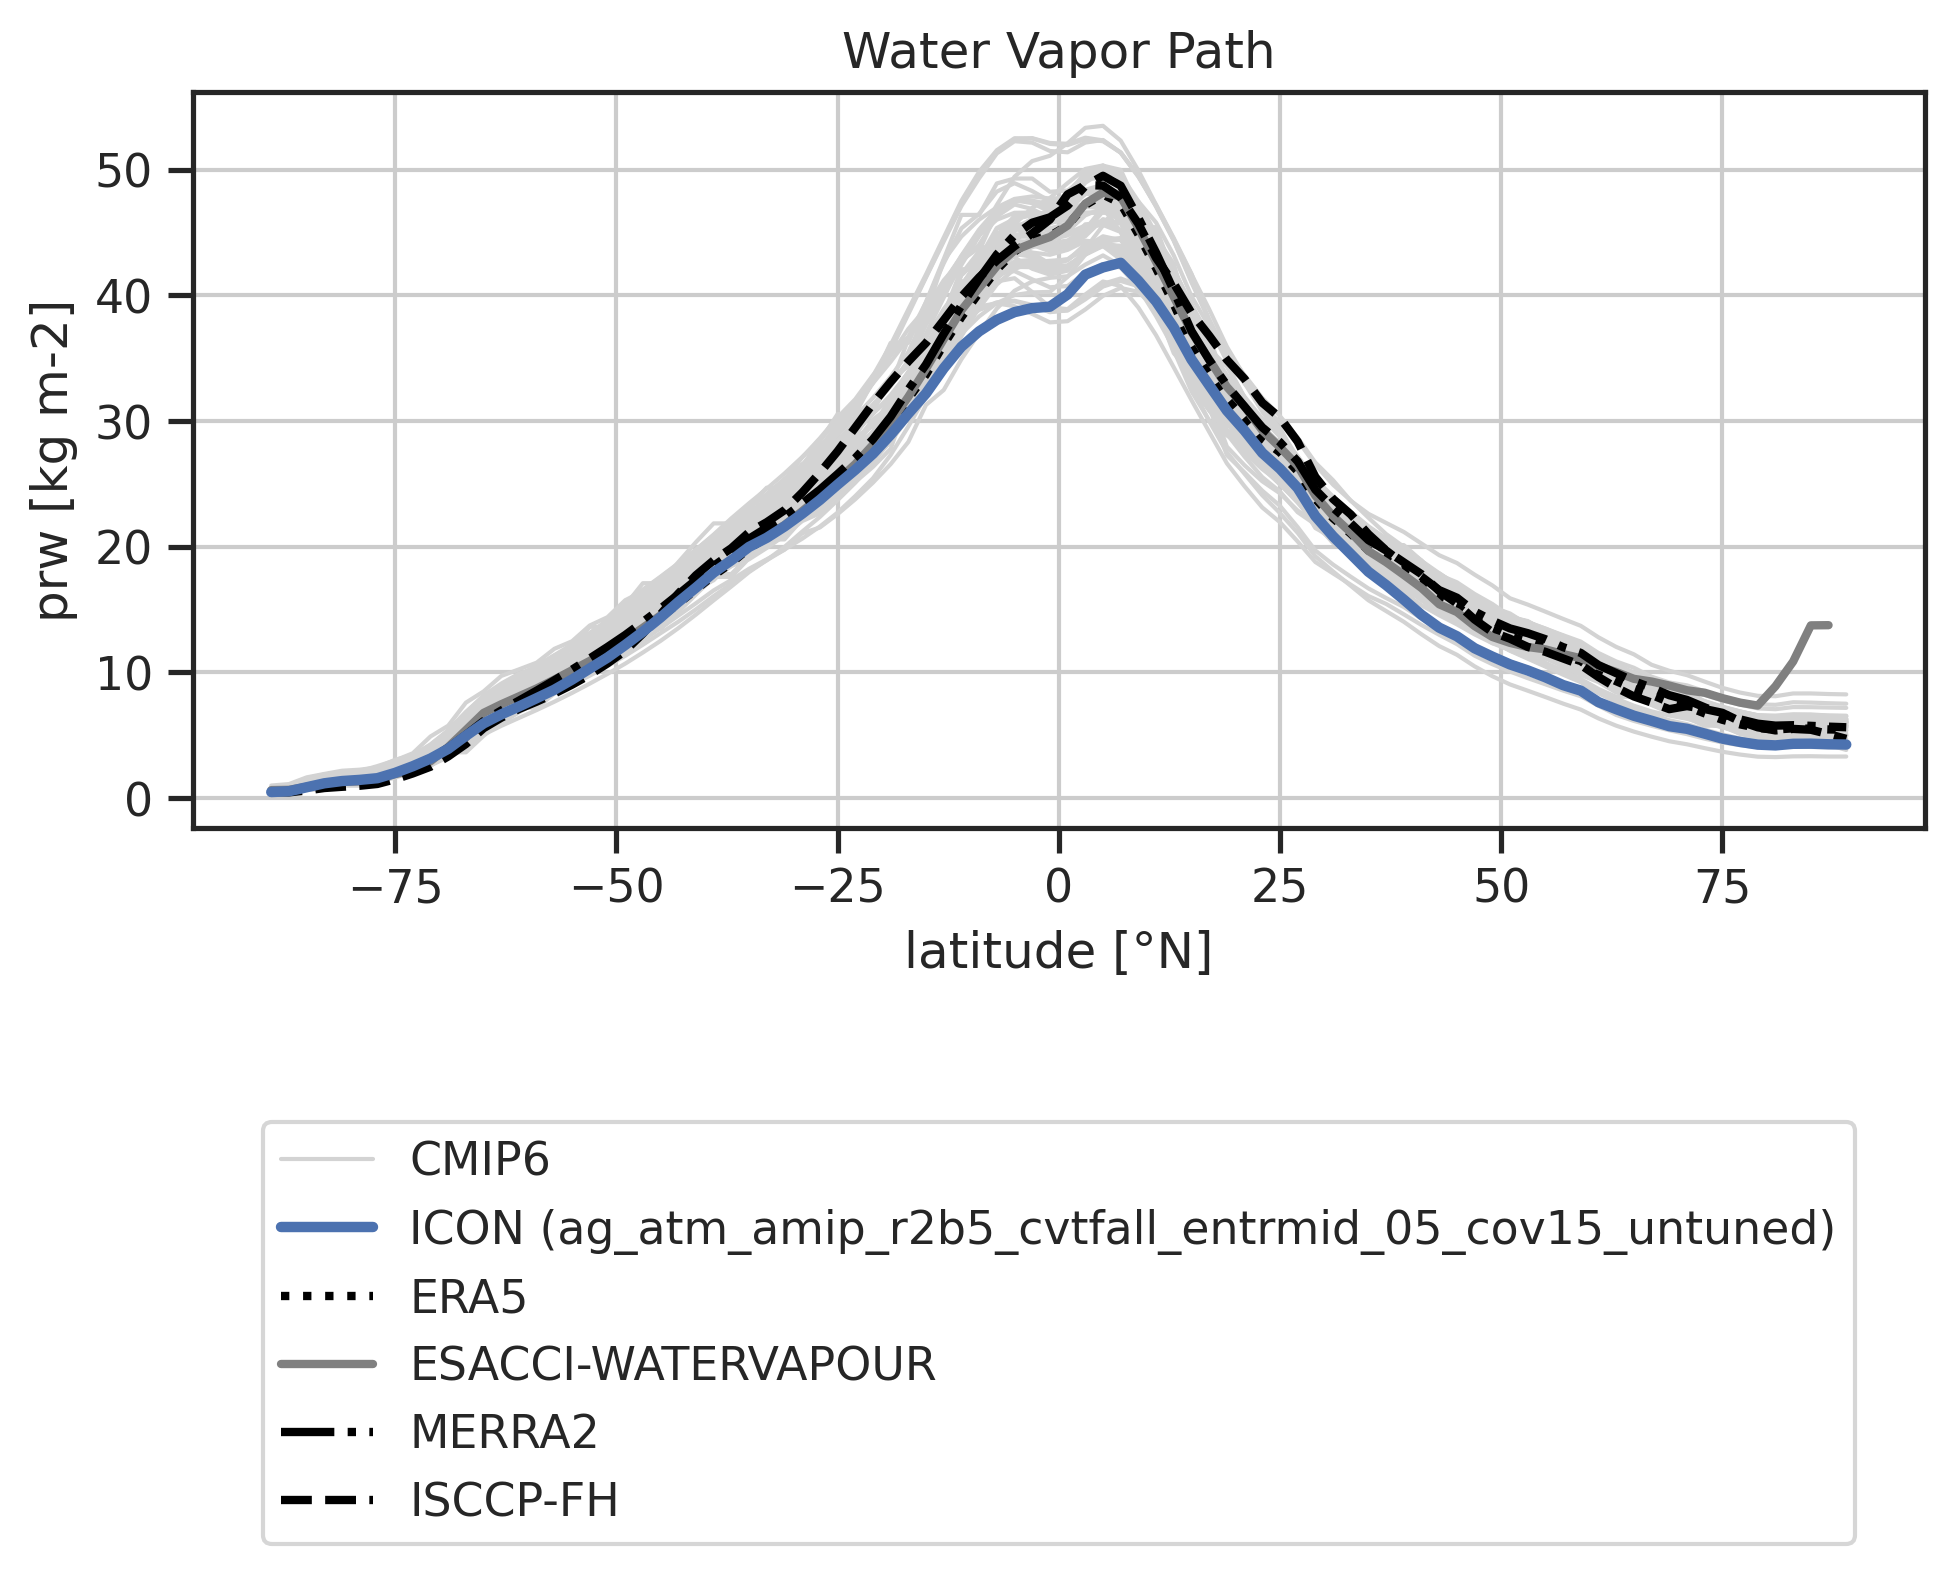 Water Vapor Path
prw [kg m-2]
50
40
30
20
10
0
−75
−50
−25
0
25
50
75
latitude [°N]
CMIP6
ICON (ag_atm_amip_r2b5_cvtfall_entrmid_05_cov15_untuned)
ERA5
ESACCI-WATERVAPOUR
MERRA2
ISCCP-FH